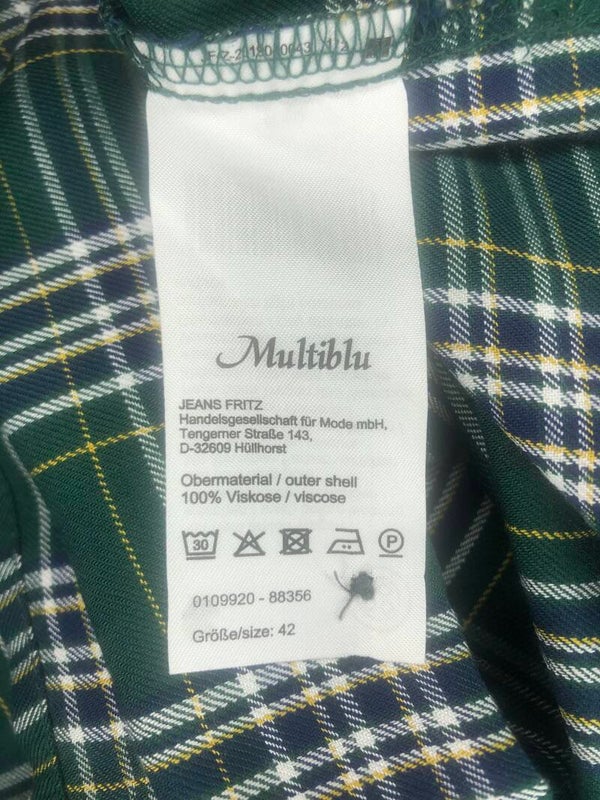 Multiblu
JEANS FRITZ
Handelsgesellschaft für Mode mbH,
Tengerner Straße 143,
D-32609 Hüllhorst
Obermaterial / outer shell
100% Viskose / viscose
30
P
0109920 - 88356
Größe/size: 42